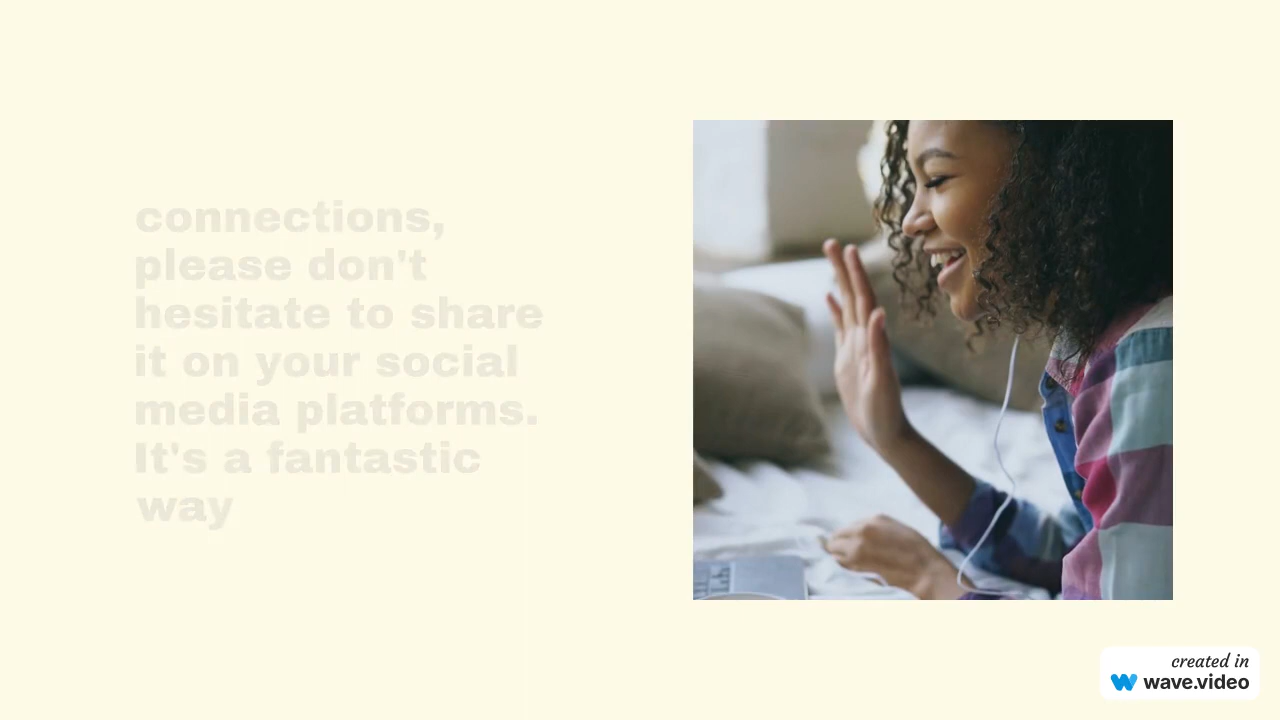 connections,
please don't
hesitate to share
it on your social
media platforms.
It's a fantastic
way
created in
wave.video